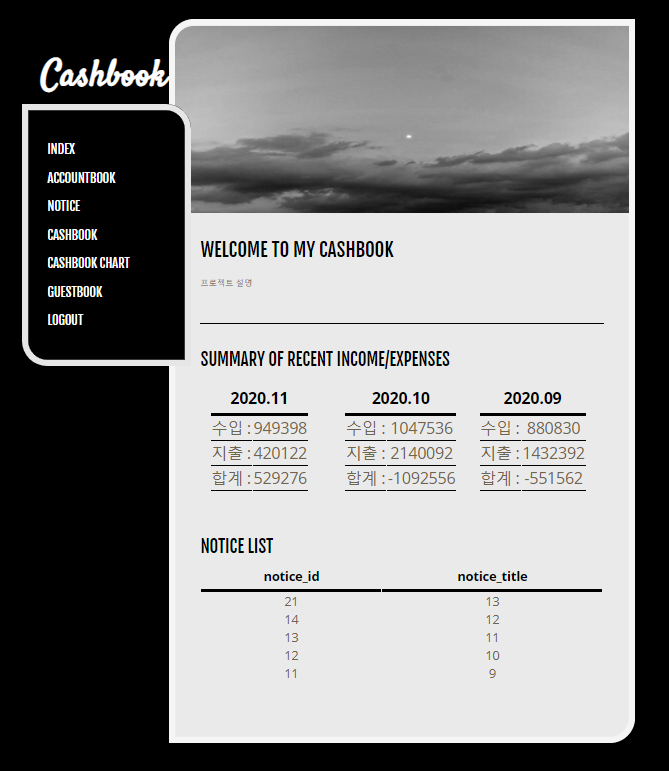 Cashbook
INDEX
ACCOUNTBOOK
NOTICE
CASHBOOK
CASHBOOK CHART
GUESTBOOK
LOGOUT
WELCOME TO MY CASHBOOK
프로젝트 설명
SUMMARY OF RECENT INCOME/EXPENSES
2020.11 2020.10 2020.09
수입 : 949398 수입 : 1047536 수입 : 880830
지출 : 420122 지출 : 2140092 지출 : 1432392
합계 : 529276 합계 : -1092556 합계 : -551562
NOTICE LIST
notice_id notice_title
21 13
14 12
13 11
12 10
11 9